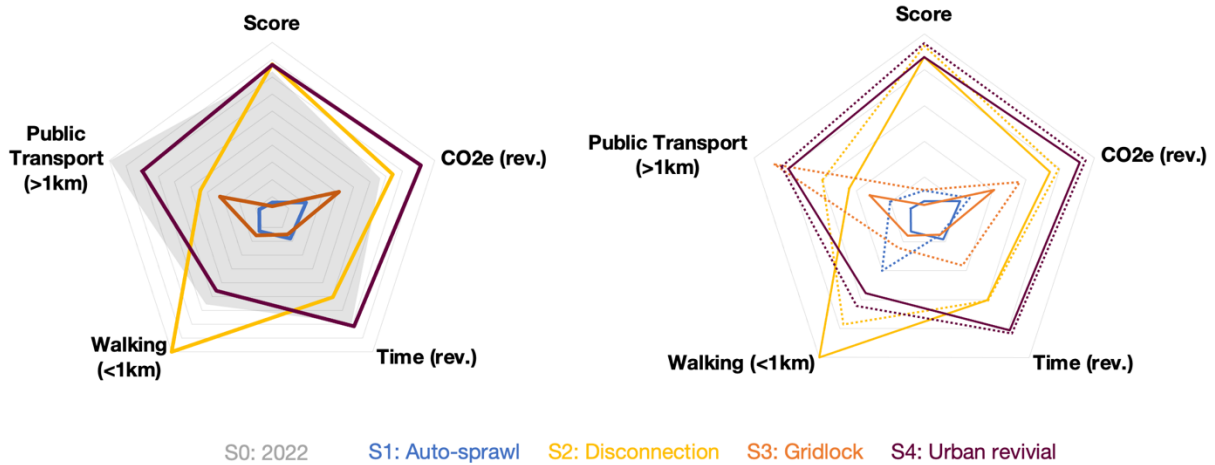 Score
Public
Transport
(>1km)
CO2e (rev.)
Walking
(<1km)
Time (rev.)
Score
Public Transport
(>1km)
CO2e (rev.)
Walking (<1km)
Time (rev.)
S0: 2022 S1: Auto-sprawl S2: Disconnection S3: Gridlock S4: Urban revivial